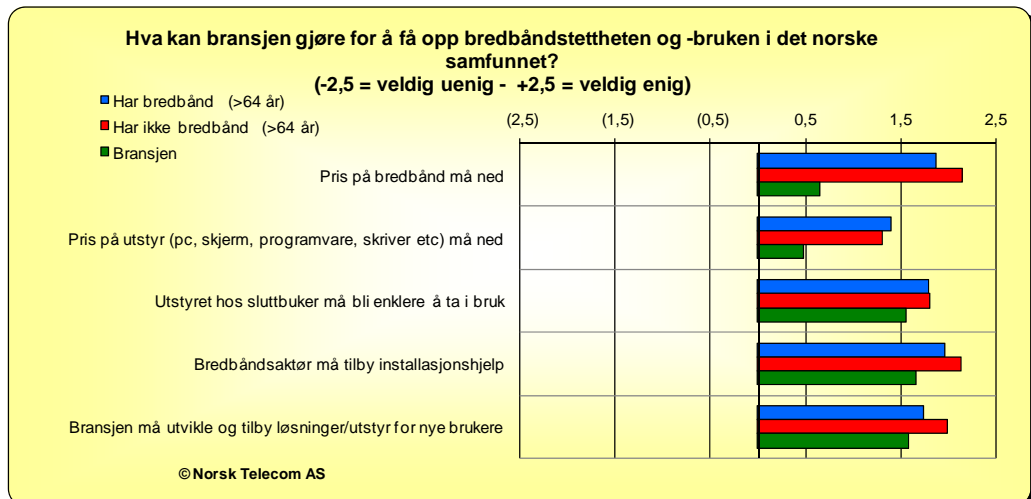 Hva kan bransjen gjøre for å få opp bredbåndstettheten og -bruken i det norske
samfunnet?
(-2,5 = veldig uenig - +2,5 = veldig enig)
Har bredbånd (>64 år)
Har ikke bredbånd (>64 år)
Bransjen
(2,5) (1,5) (0,5) 0,5 1,5 2,5
Pris på bredbånd må ned
Pris på utstyr (pc, skjerm, programvare, skriver etc) må ned
Utstyret hos sluttbuker må bli enklere å ta i bruk
Bredbåndsaktør må tilby installasjonshjelp
Bransjen må utvikle og tilby løsninger/utstyr for nye brukere
© Norsk Telecom AS